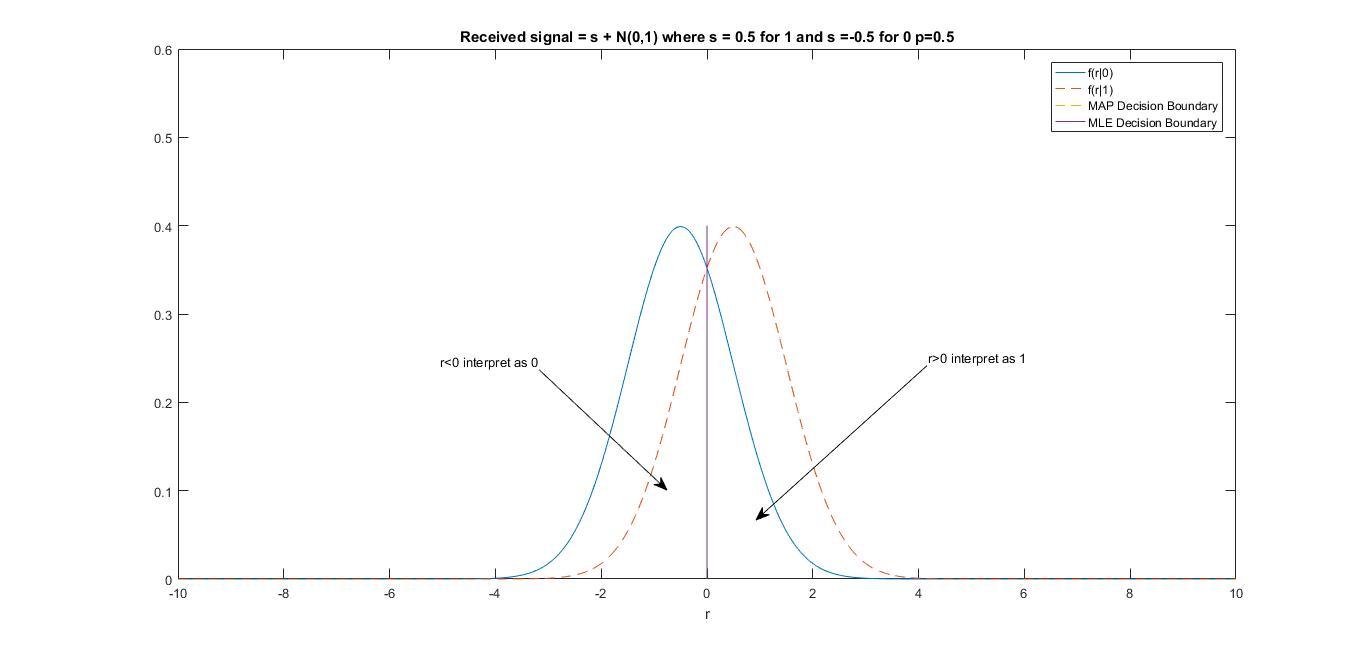 Received signal = s + N(0,1) where s = 0.5 for 1 and s =-0.5 for 0 p=0.5
0.6
f(r|0)
f(r|1)
MAP Decision Boundary
MLE Decision Boundary
0.5
0.4
0.3
r<0 interpret as 0
r>0 interpret as 1
0.2
0.1
0
-10 -8 -6 -4 -2 0 2 4 6 8 10
r